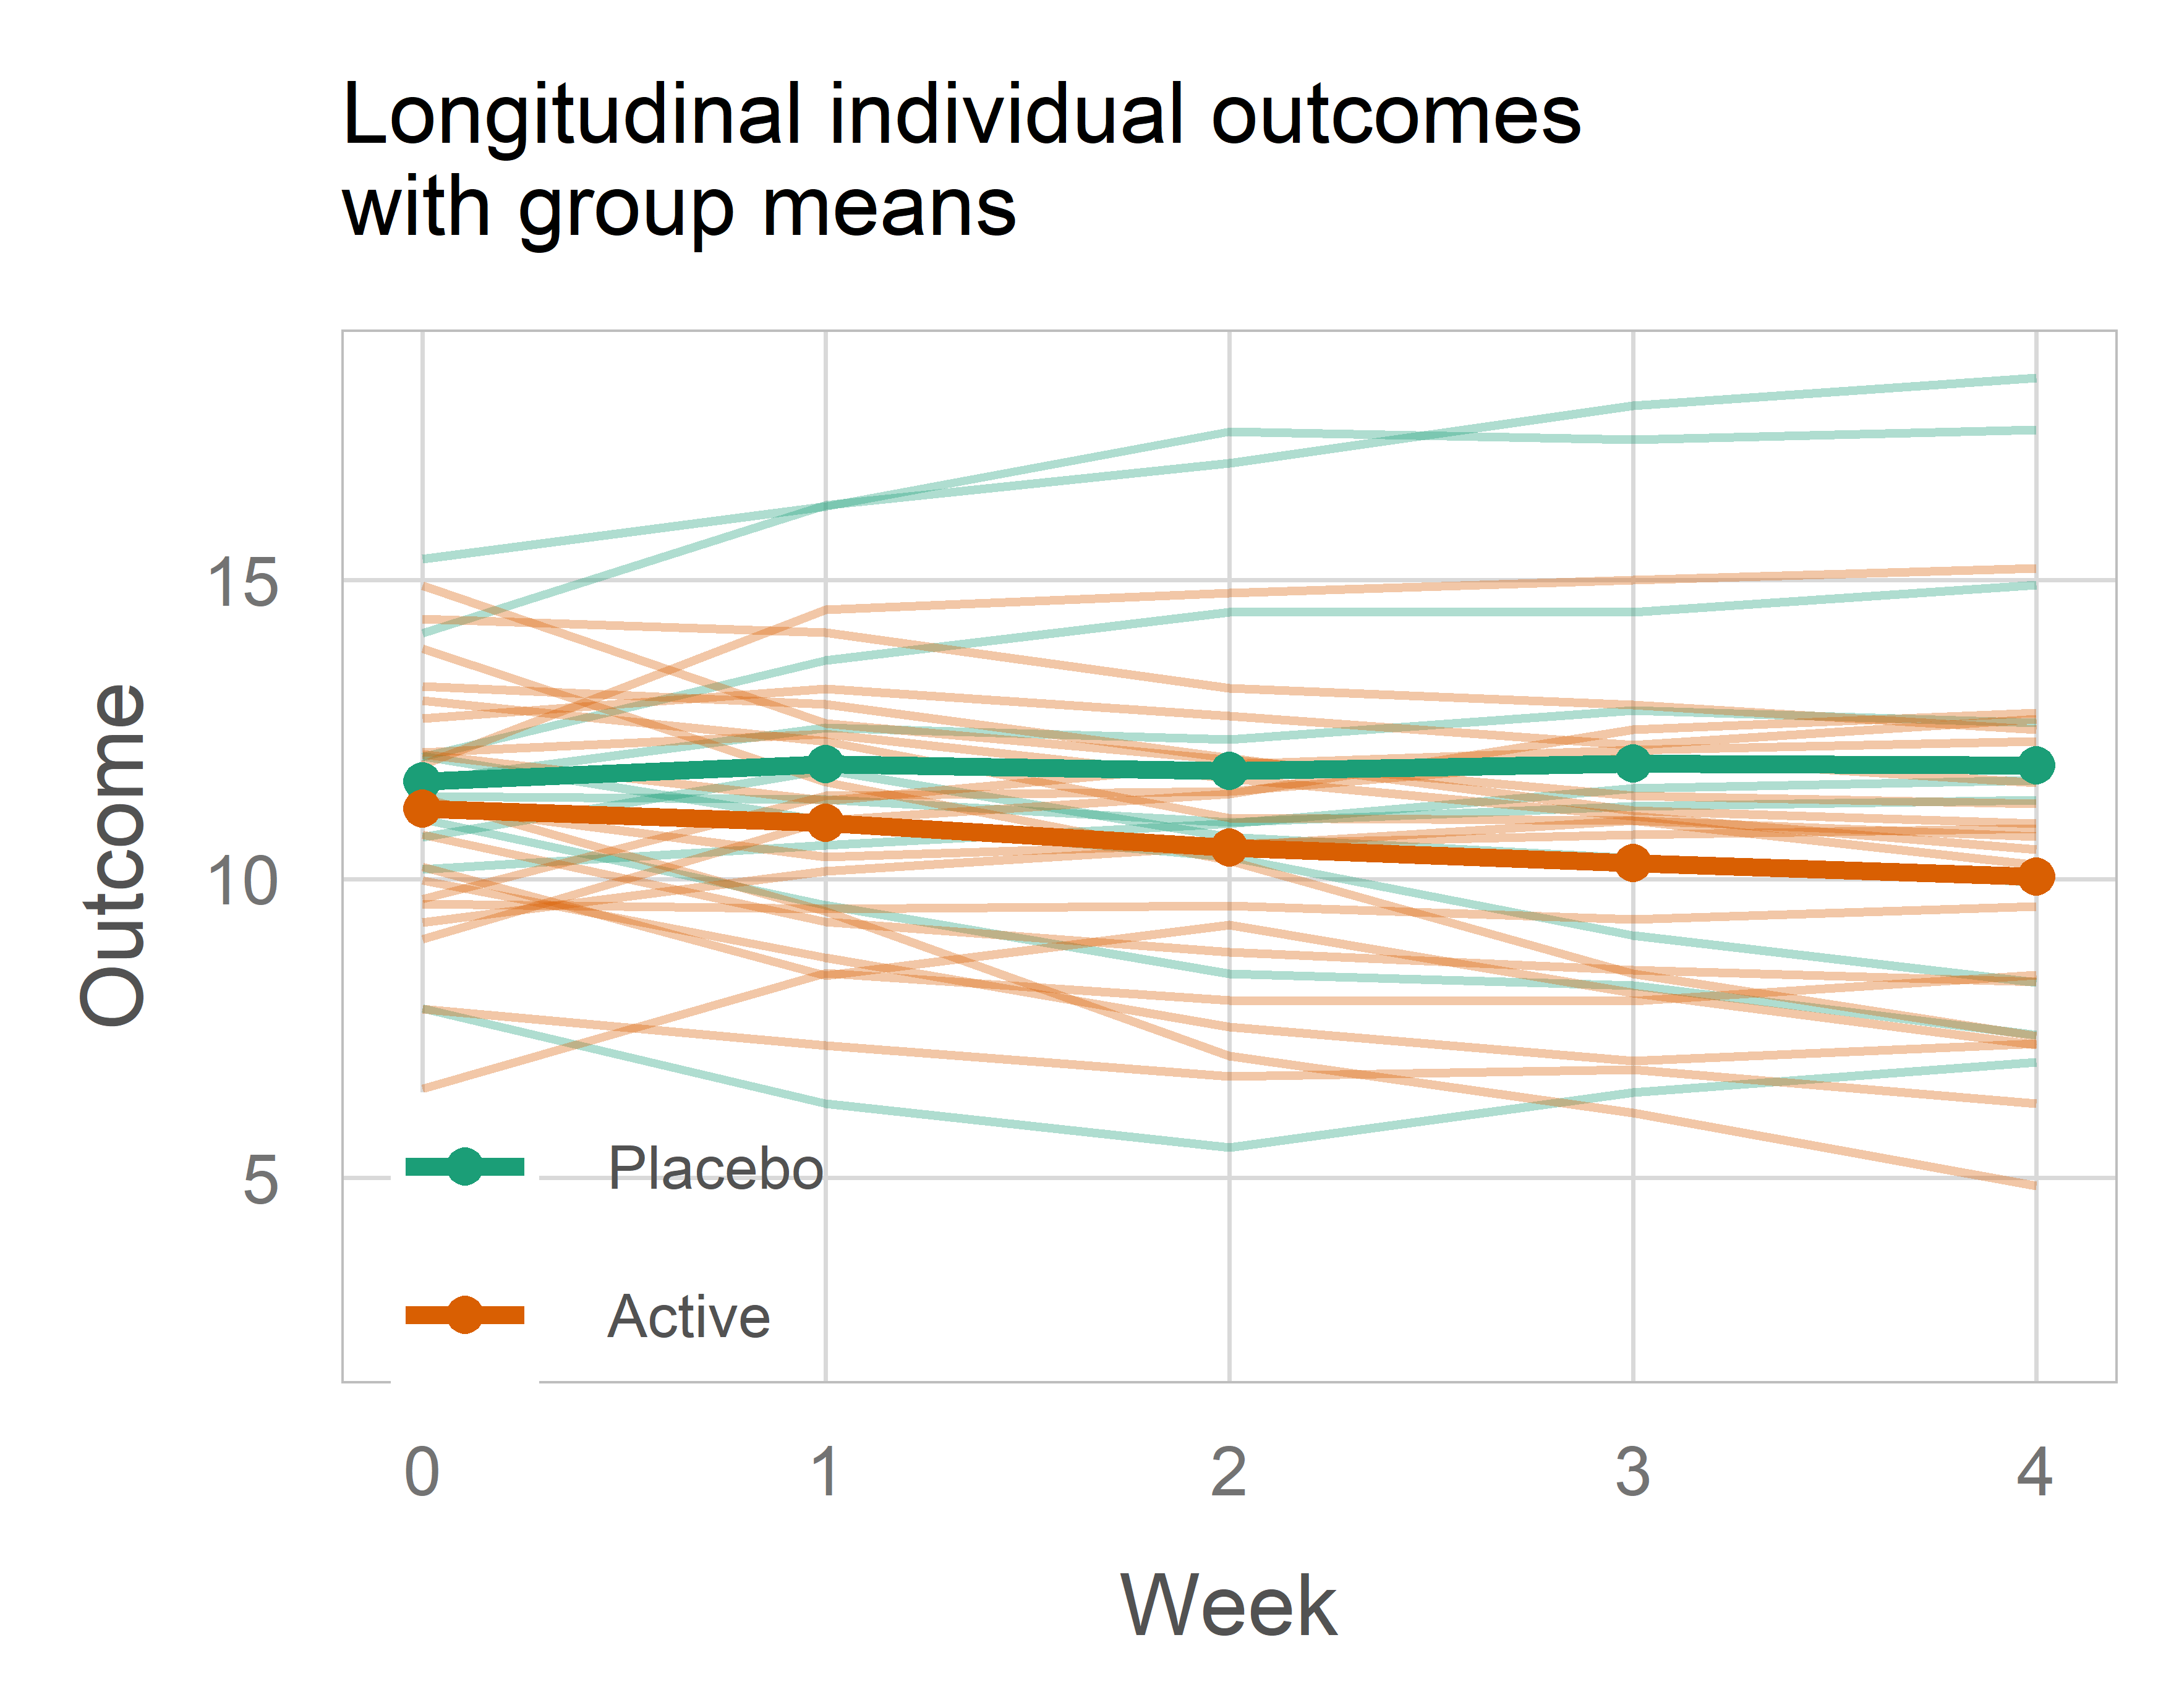 Longitudinal individual outcomes
with group means
Outcome
15
10
5
Placebo
Active
0 1 2 3 4
Week